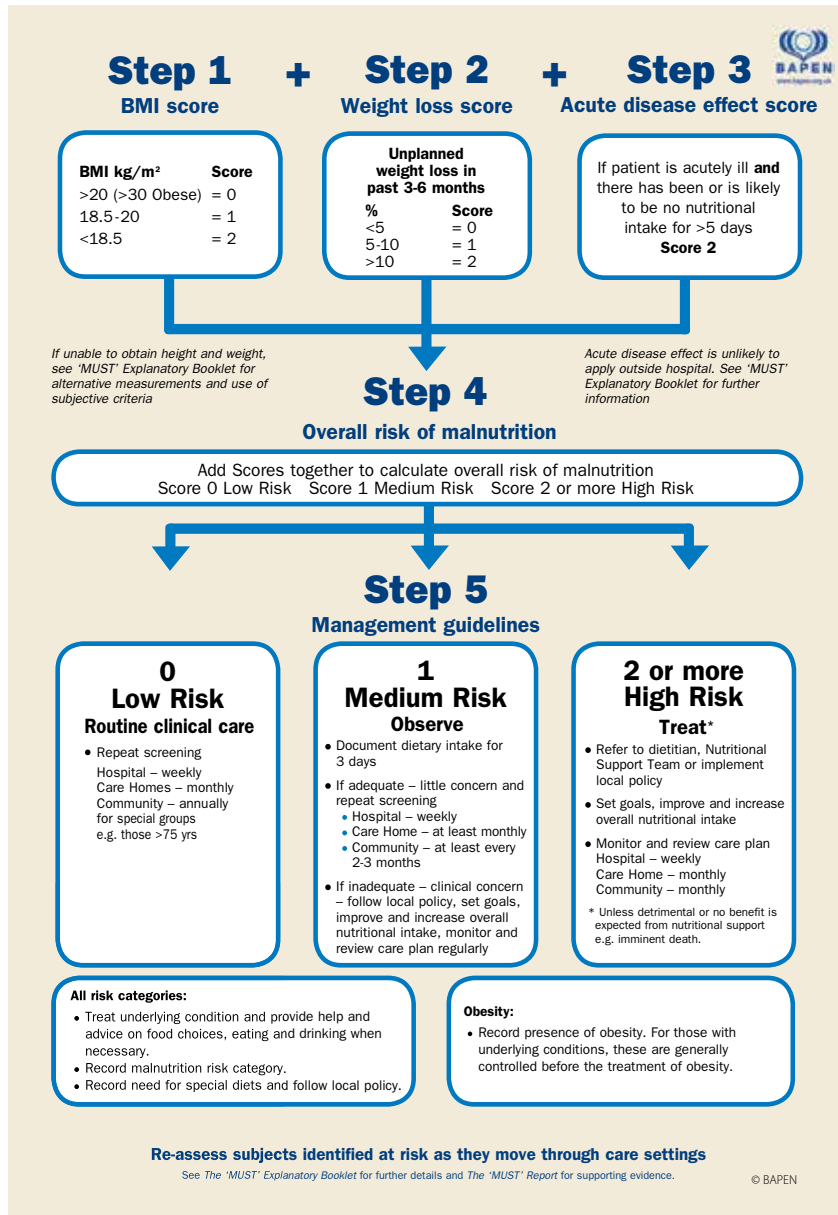 Step 1 + Step 2 + Step 3
BAPEN
www.bapen.org.uk
BMI score
Weight loss score
Acute disease effect score
BMI kg/m² Score
>20 (>30 Obese) = 0
18.5-20 = 1
<18.5 = 2
Unplanned
weight loss in
past 3-6 months
% Score
<5 = 0
5-10 = 1
>10 = 2
If patient is acutely ill and
there has been or is likely
to be no nutritional
intake for >5 days
Score 2
If unable to obtain height and weight,
see ‘MUST’ Explanatory Booklet for
alternative measurements and use of
subjective criteria
Acute disease effect is unlikely to
apply outside hospital. See ‘MUST’
Explanatory Booklet for further
information
Step 4
Overall risk of malnutrition
Add Scores together to calculate overall risk of malnutrition
Score 0 Low Risk Score 1 Medium Risk Score 2 or more High Risk
Step 5
Management guidelines
0
Low Risk
Routine clinical care
• Repeat screening
Hospital – weekly
Care Homes – monthly
Community – annually
for special groups
e.g. those >75 yrs
1
Medium Risk
Observe
• Document dietary intake for
3 days
• If adequate – little concern and
repeat screening
• Hospital – weekly
• Care Home – at least monthly
• Community – at least every
2-3 months
• If inadequate – clinical concern
– follow local policy, set goals,
improve and increase overall
nutritional intake, monitor and
review care plan regularly
2 or more
High Risk
Treat*
• Refer to dietitian, Nutritional
Support Team or implement
local policy
• Set goals, improve and increase
overall nutritional intake
• Monitor and review care plan
Hospital – weekly
Care Home – monthly
Community – monthly
* Unless detrimental or no benefit is
expected from nutritional support
e.g. imminent death.
All risk categories:
• Treat underlying condition and provide help and
advice on food choices, eating and drinking when
necessary.
• Record malnutrition risk category.
• Record need for special diets and follow local policy.
Obesity:
• Record presence of obesity. For those with
underlying conditions, these are generally
controlled before the treatment of obesity.
Re-assess subjects identified at risk as they move through care settings
See The ‘MUST’ Explanatory Booklet for further details and The ‘MUST’ Report for supporting evidence.
© BAPEN